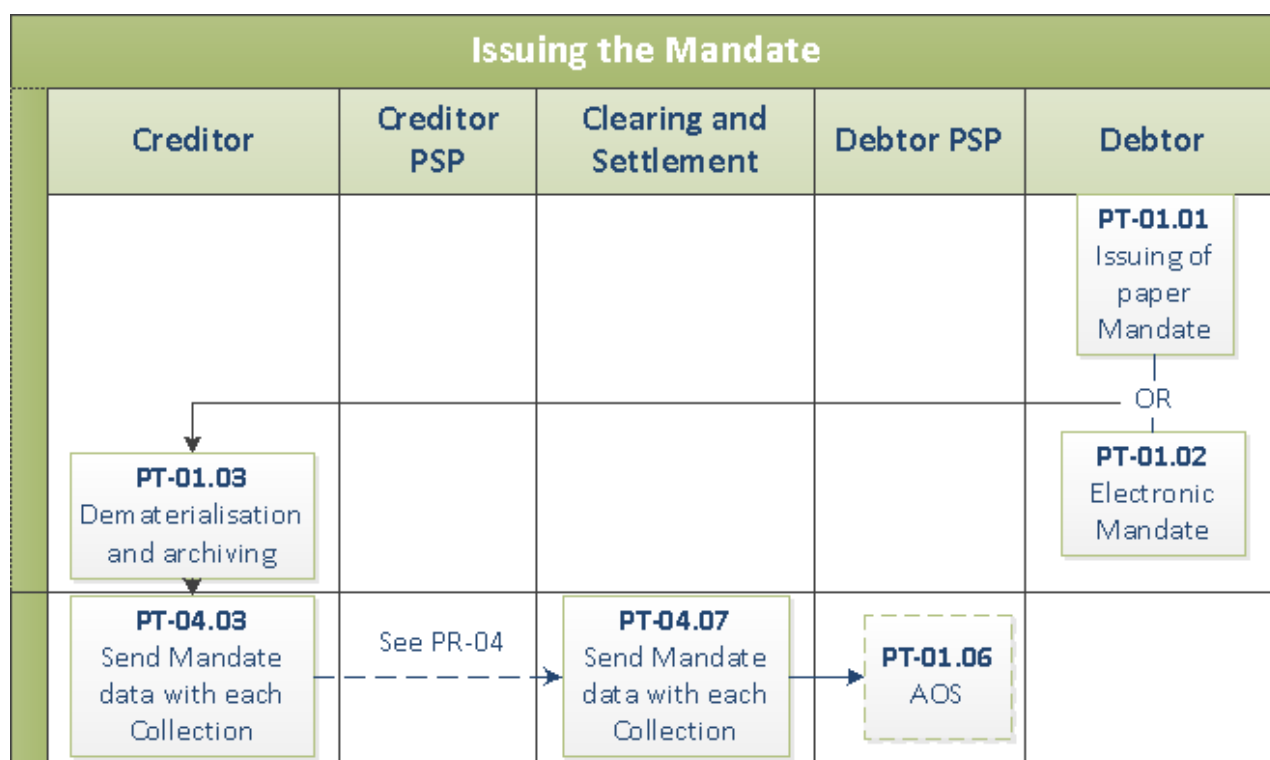 Issuing the Mandate
Creditor
Creditor
PSP
Clearing and
Settlement
Debtor PSP
Debtor
PT-01.01
Issuing of
paper
Mandate
OR
PT-01.02
Electronic
Mandate
PT-01.03
Dematerialisation
and archiving
PT-04.03
Send Mandate
data with each
Collection
See PR-04
PT-04.07
Send Mandate
data with each
Collection
PT-01.06
AOS